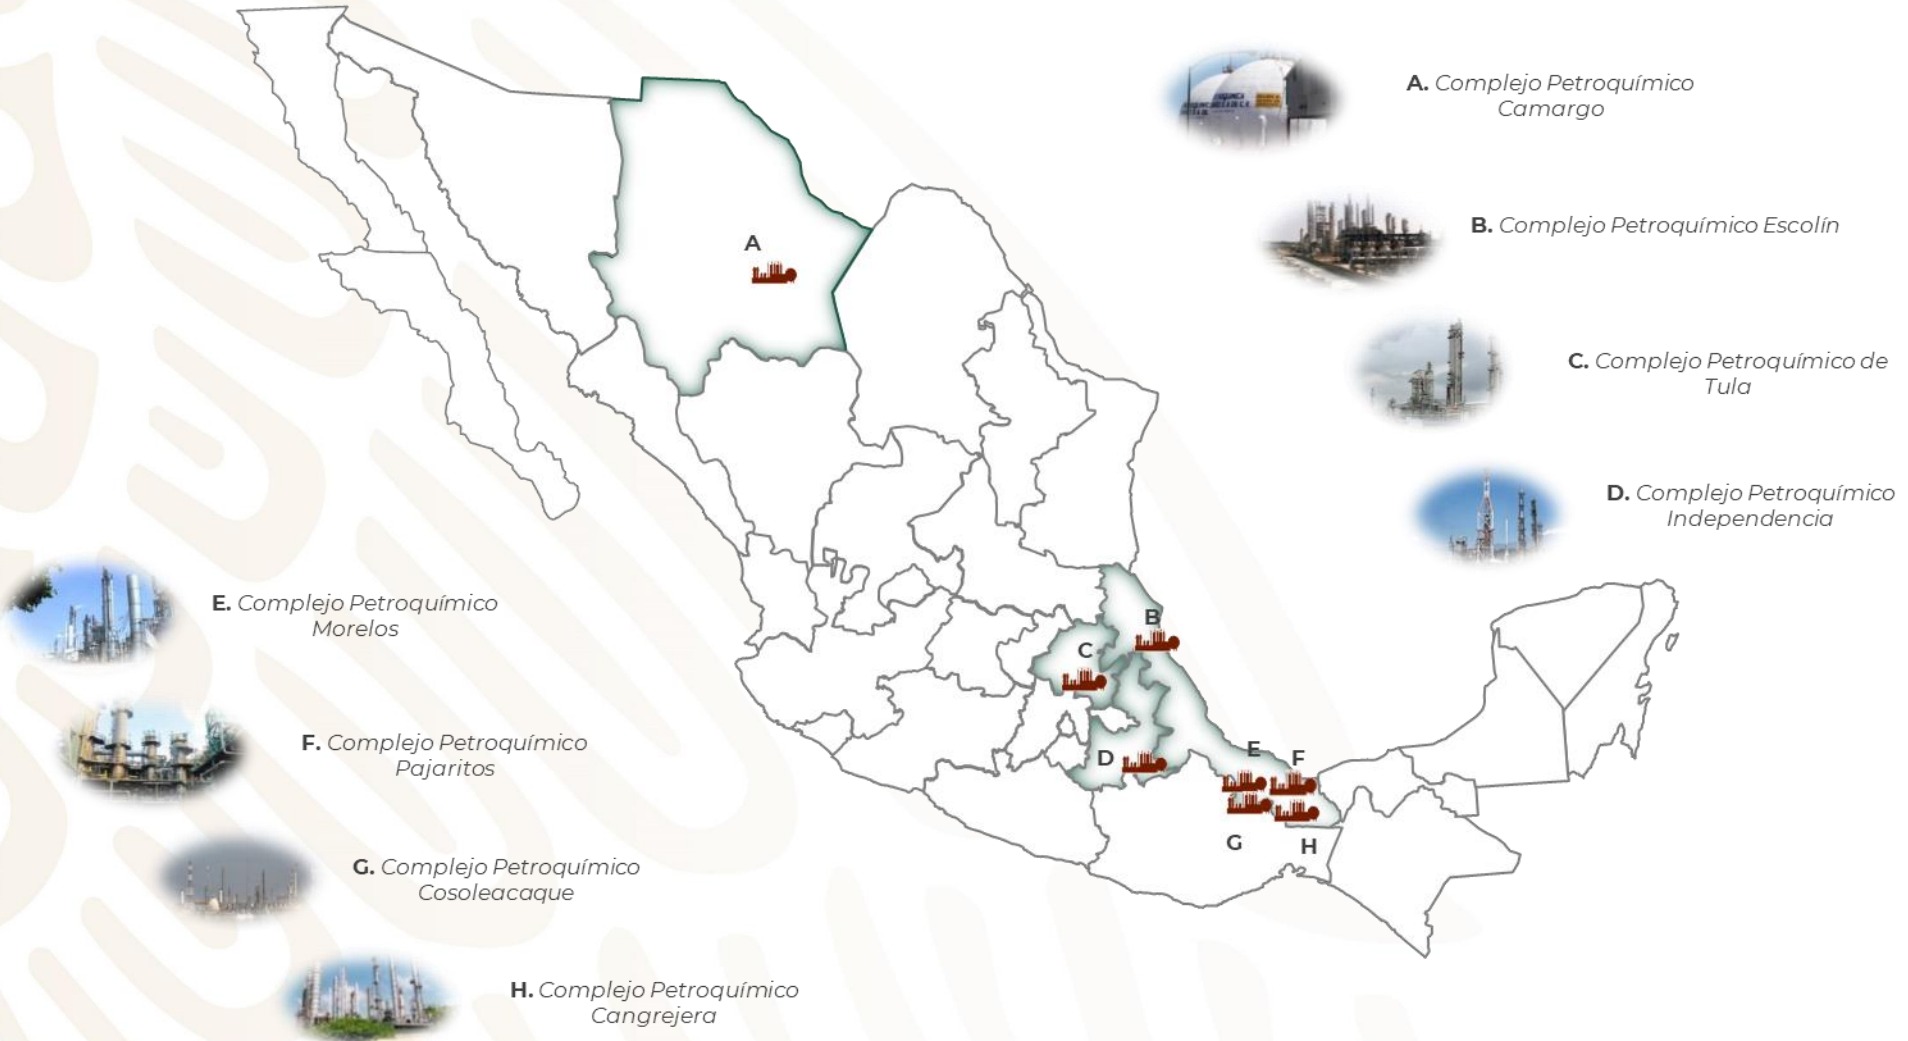 A. Complejo Petroquímico
Camargo
B. Complejo Petroquímico Escolín
C. Complejo Petroquímico de
Tula
D. Complejo Petroquímico
Independencia
E. Complejo Petroquímico
Morelos
F. Complejo Petroquímico
Pajaritos
G. Complejo Petroquímico
Cosoleacaque
H. Complejo Petroquímico
Cangrejera
A
B
C
D
E
F
G
H